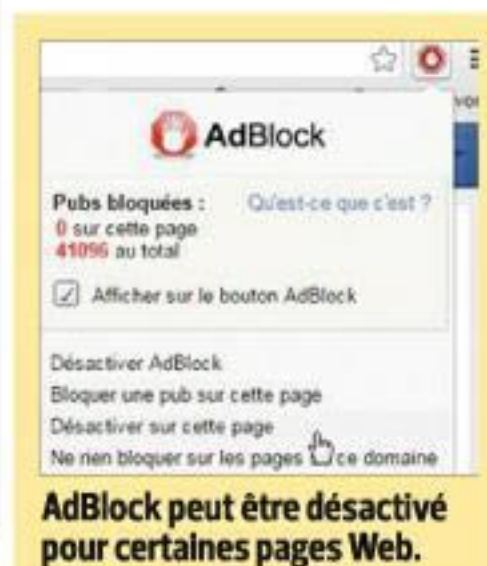 AdBlock
Pubs bloquées : Qu'est-ce que c'est ?
0 sur cette page
41096 au total
Afficher sur le bouton AdBlock
Désactiver AdBlock
Bloquer une pub sur cette page
Désactiver sur cette page
Ne rien bloquer sur les pages ce domaine
AdBlock peut être désactivé
pour certaines pages Web.